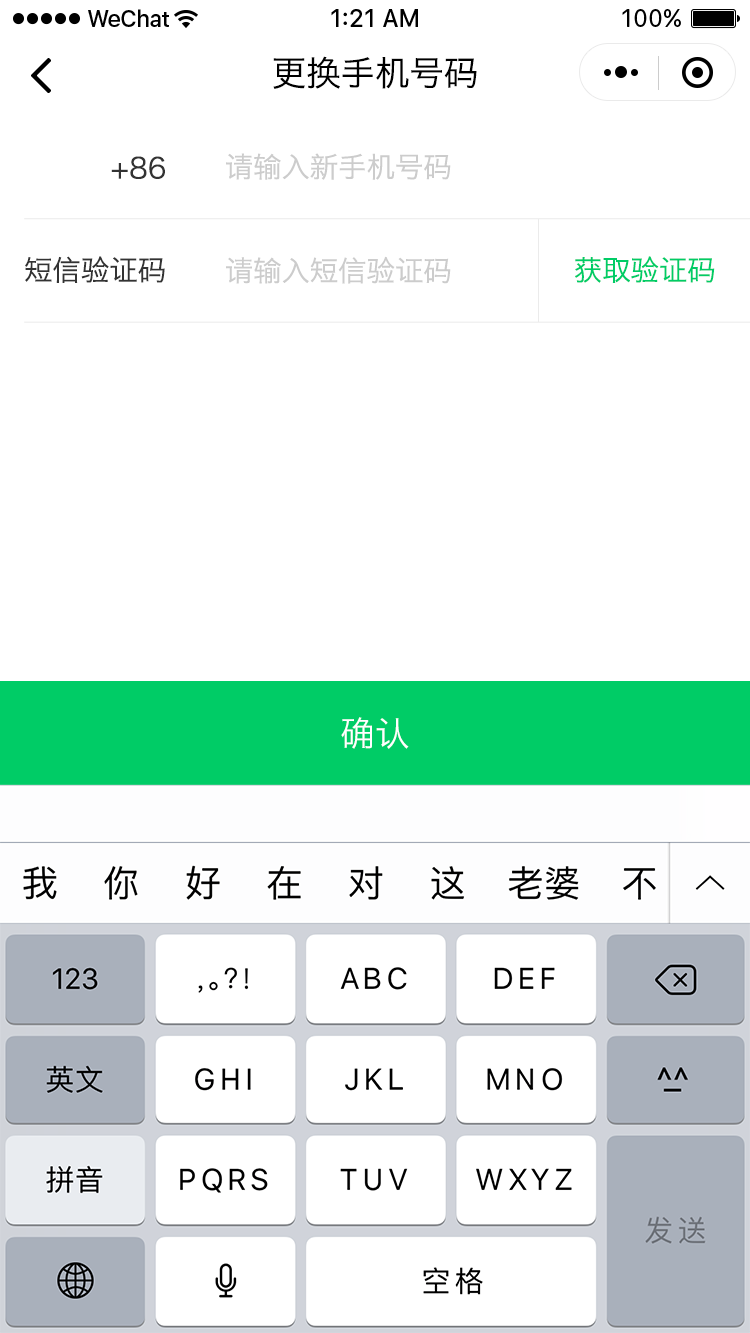 WeChat 1:21 AM 100%
更换手机号码
+86 请输入新手机号码
短信验证码 请输入短信验证码 获取验证码
确认
我 你 好 在 对 这 老婆 不
123 ,。?! ABC DEF
英文 GHI JKL MNO ^^
拼音 PQRS TUV WXYZ
发送
空格